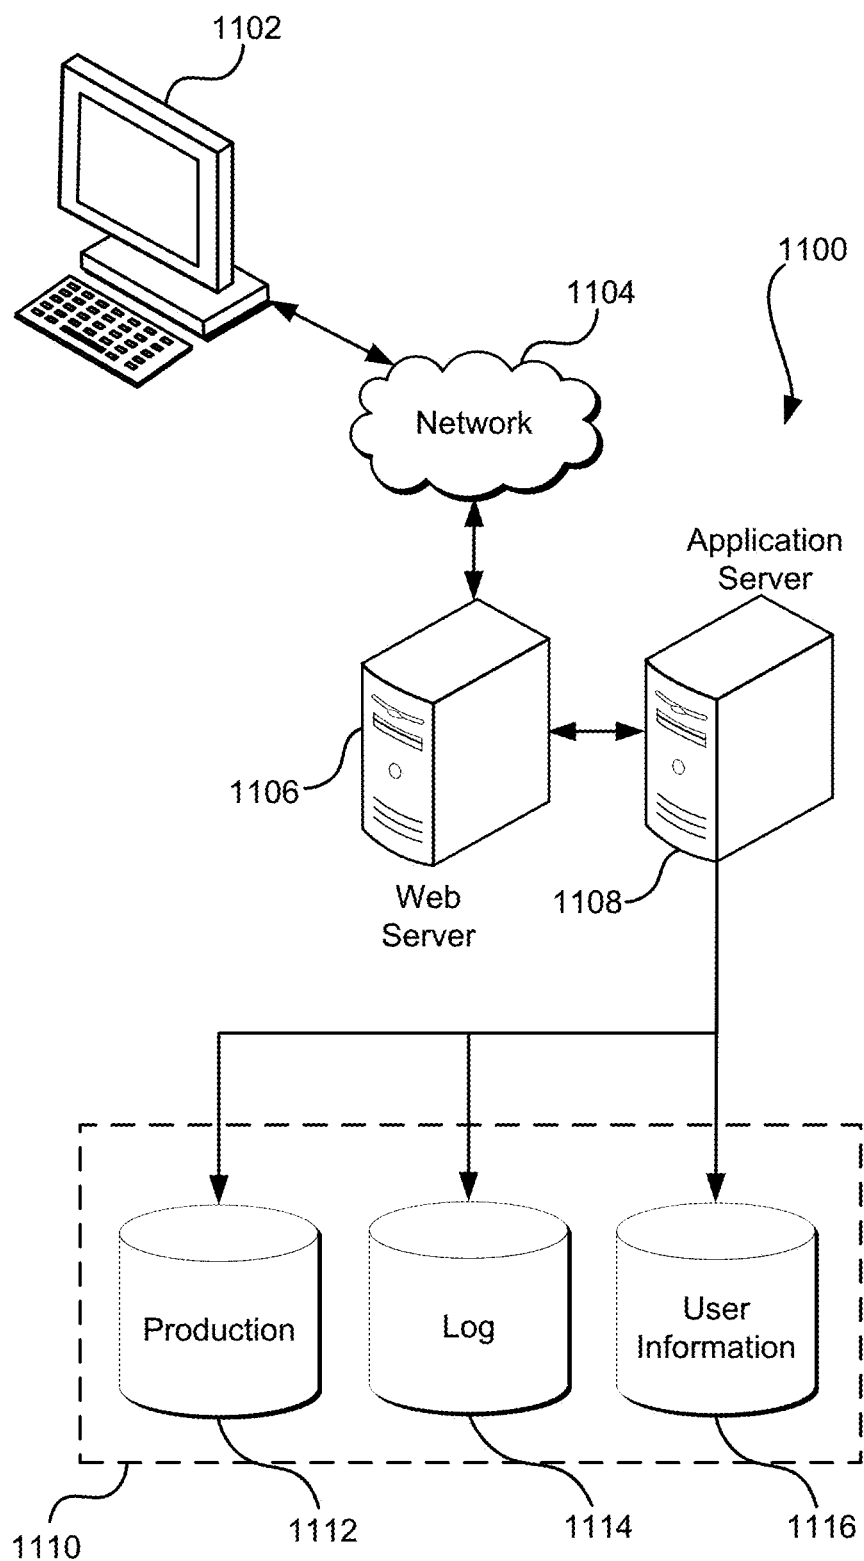 1102
1100
1104
Network
Application
Server
1106
1108
Web
Server
Production
Log
User
Information
1110
1112
1114
1116